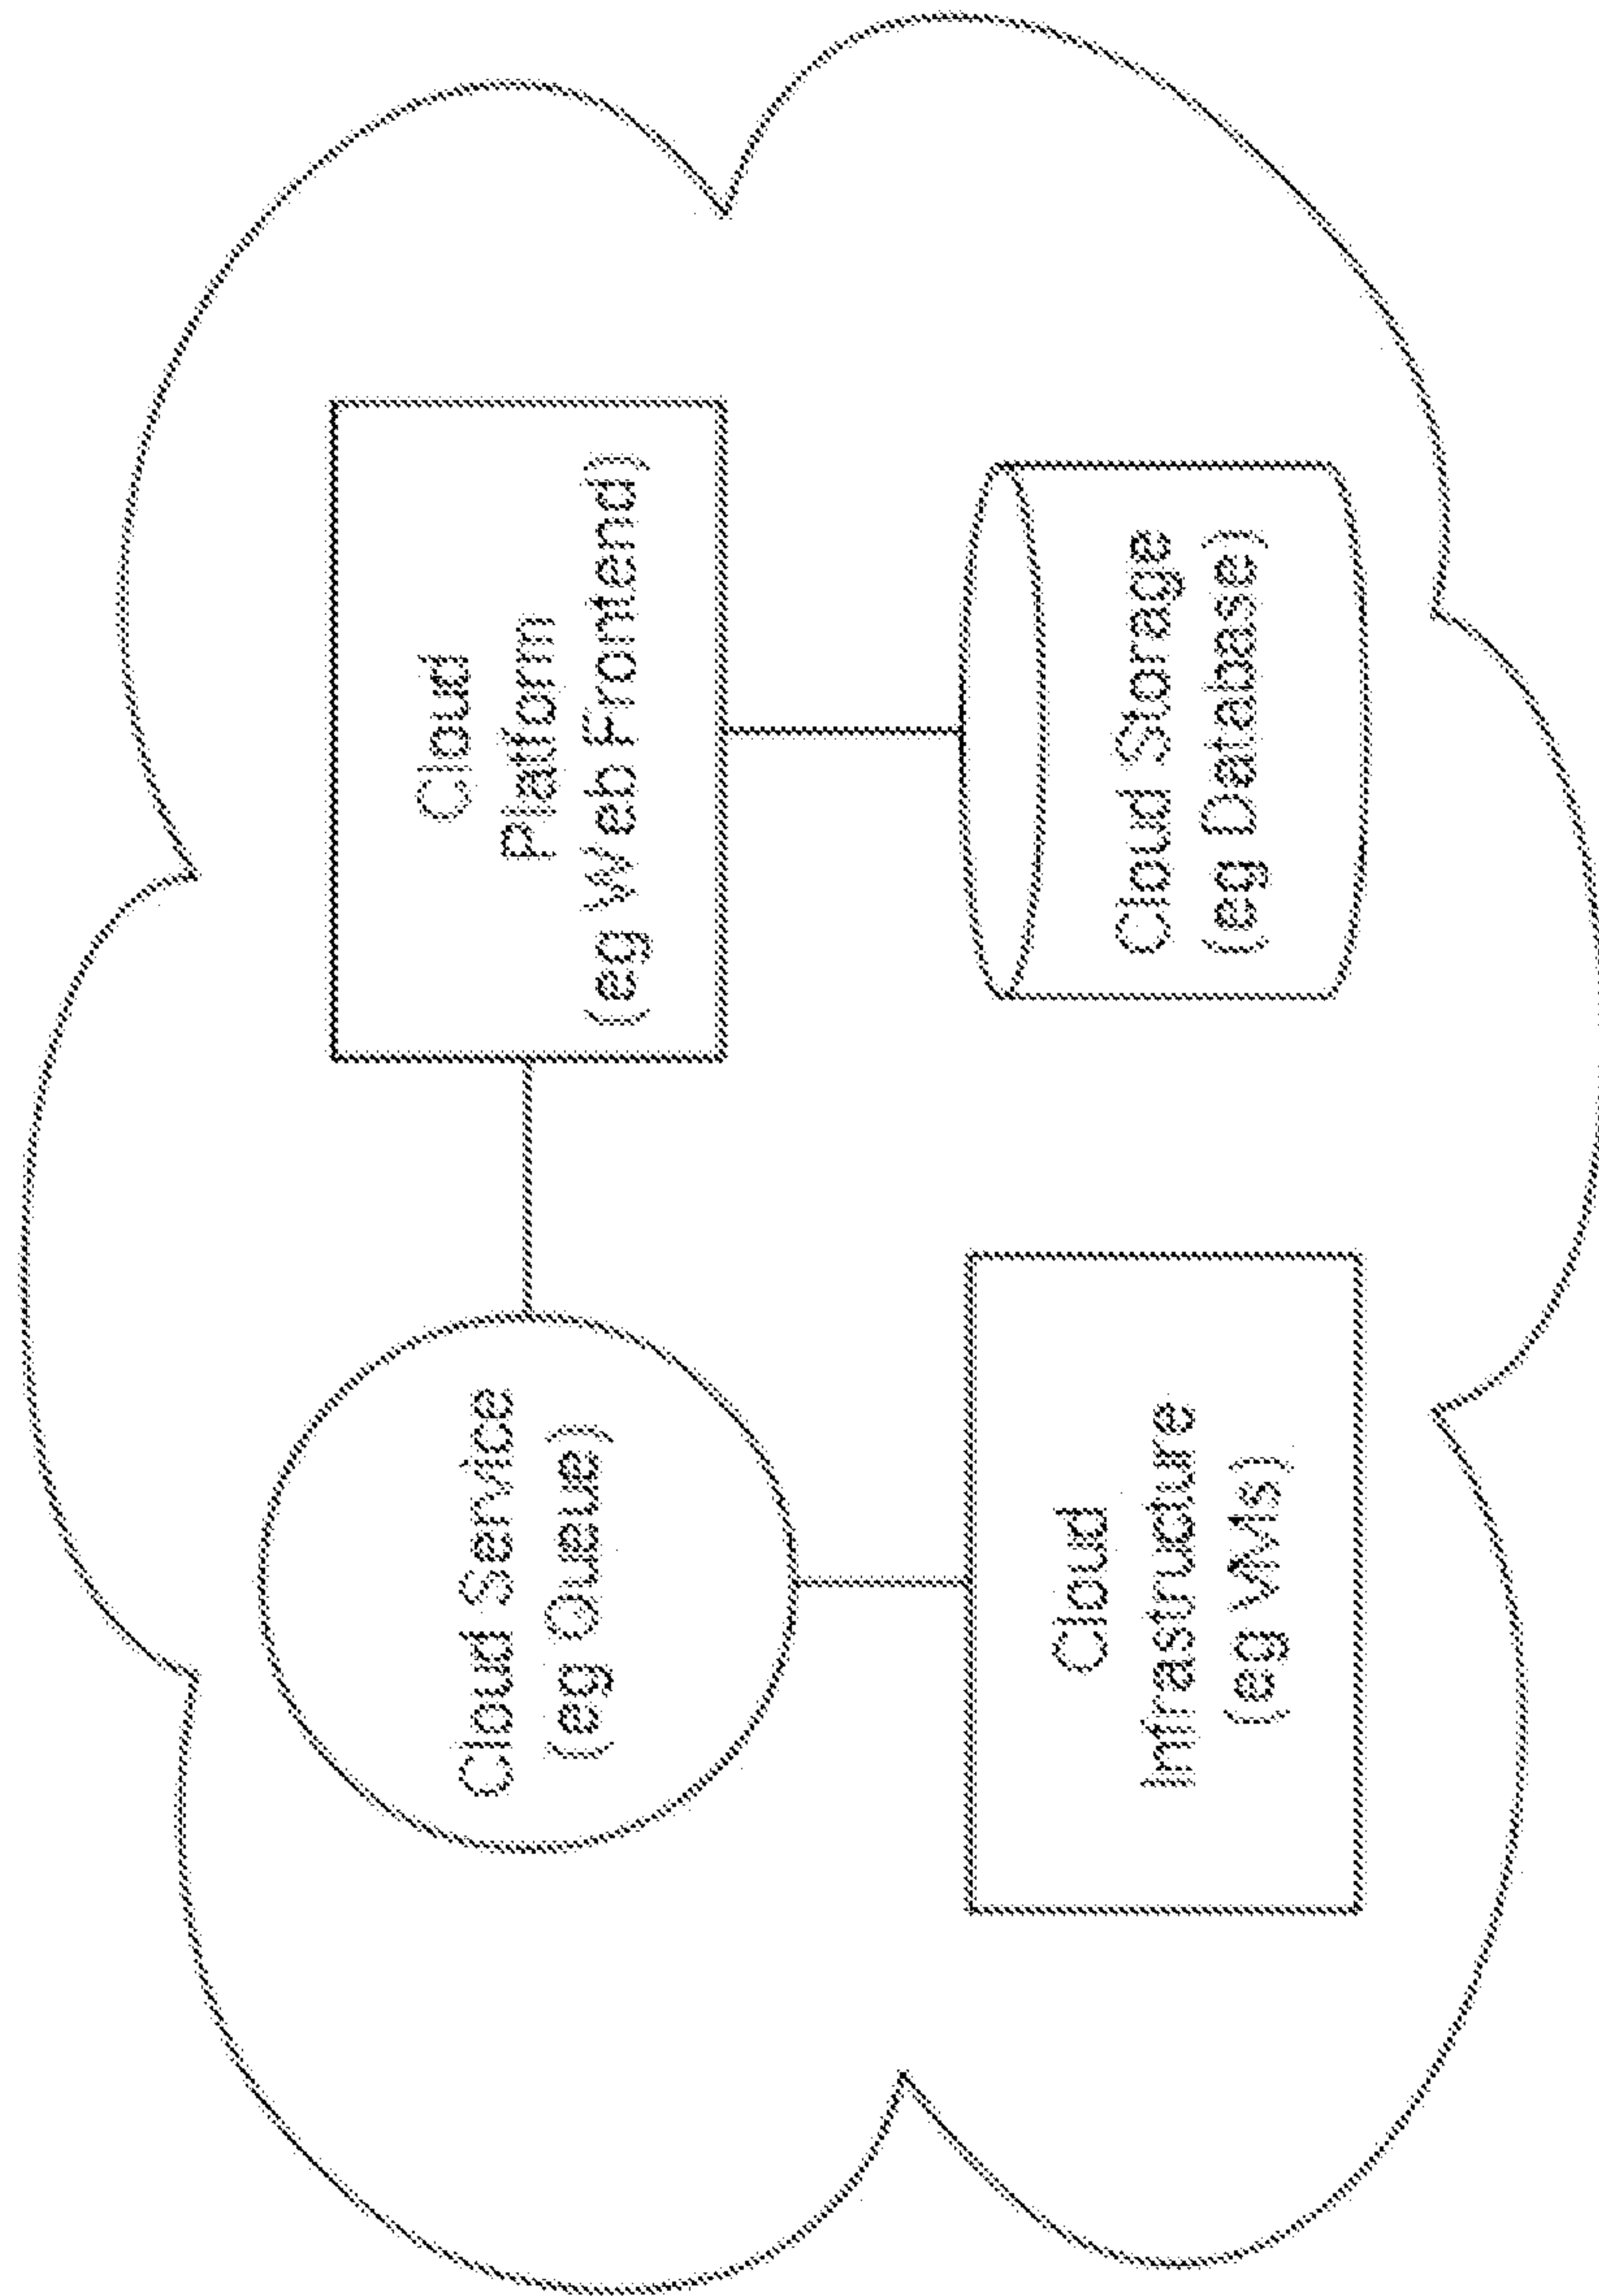 Cloud Service
(eg Queue)
Cloud
Platform
(eg Web Frontend)
Cloud
Infrastructure
(eg VMs)
Cloud Storage
(eg Database)